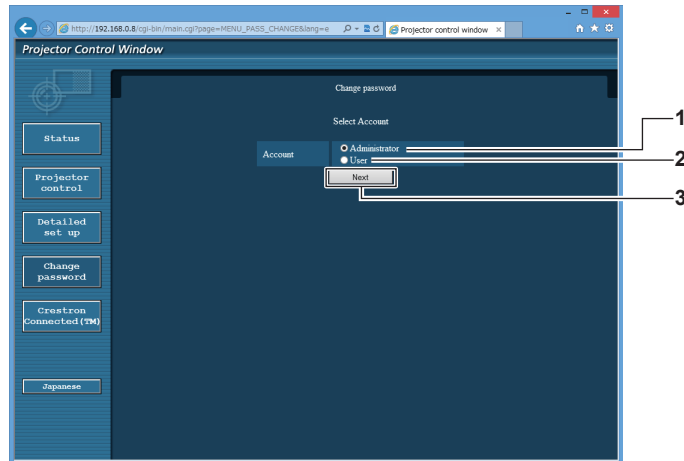 http://192.168.0.8/cgi-bin/main.cgi?page=MENU_PASS_CHANGE&lang=e
Projector control window
Projector Control Window
Change password
Select Account
1
Status
Account
Administrator
User
2
Next
3
Projector
control
Detailed
set up
Change
password
Crestron
Connected(TM)
Japanese